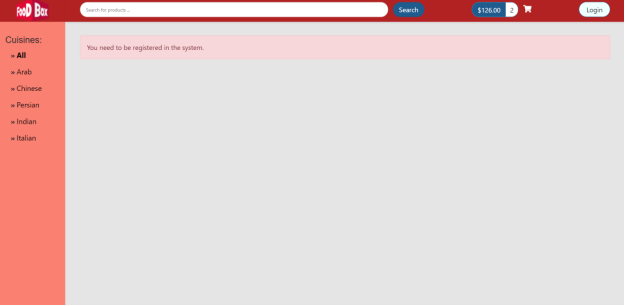 FOOD BOX
Search for products....
Search
$126.00 2
Login
Cuisines:
» All
» Arab
» Chinese
» Persian
» Indian
» Italian
You need to be registered in the system.